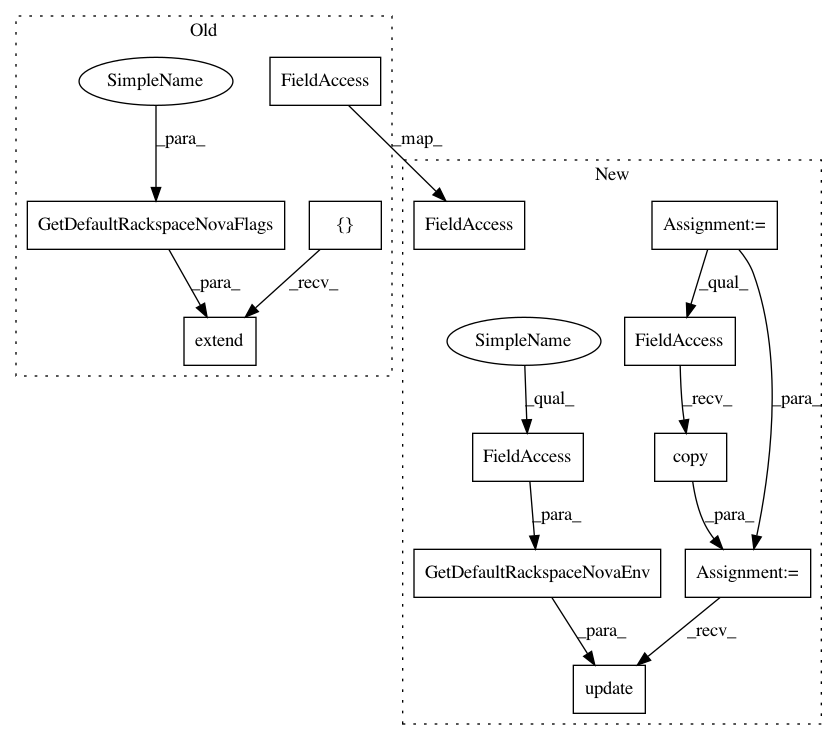 Old
SimpleName
FieldAccess
_para_
_map_
New
GetDefaultRackspaceNovaFlags
{}
FieldAccess
Assignment:=
_para_
_recv_
_qual_
extend
SimpleName
FieldAccess
_qual_
_recv_
_para_
FieldAccess
copy
_para_
_para_
GetDefaultRackspaceNovaEnv
Assignment:=
_para_
_recv_
update